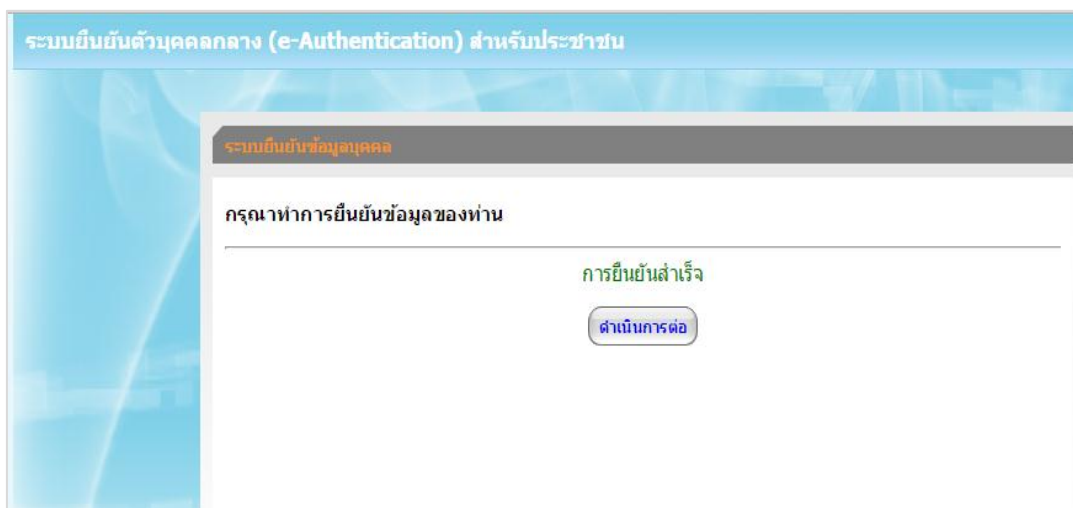 ระบบยืนยันตัวบุคคลกลาง (e-Authentication) สำหรับประชาชน
ระบบยืนยันข้อมูลบุคคล
กรุณาทำการยืนยันข้อมูลของท่าน
การยืนยันสำเร็จ
ดำเนินการต่อ